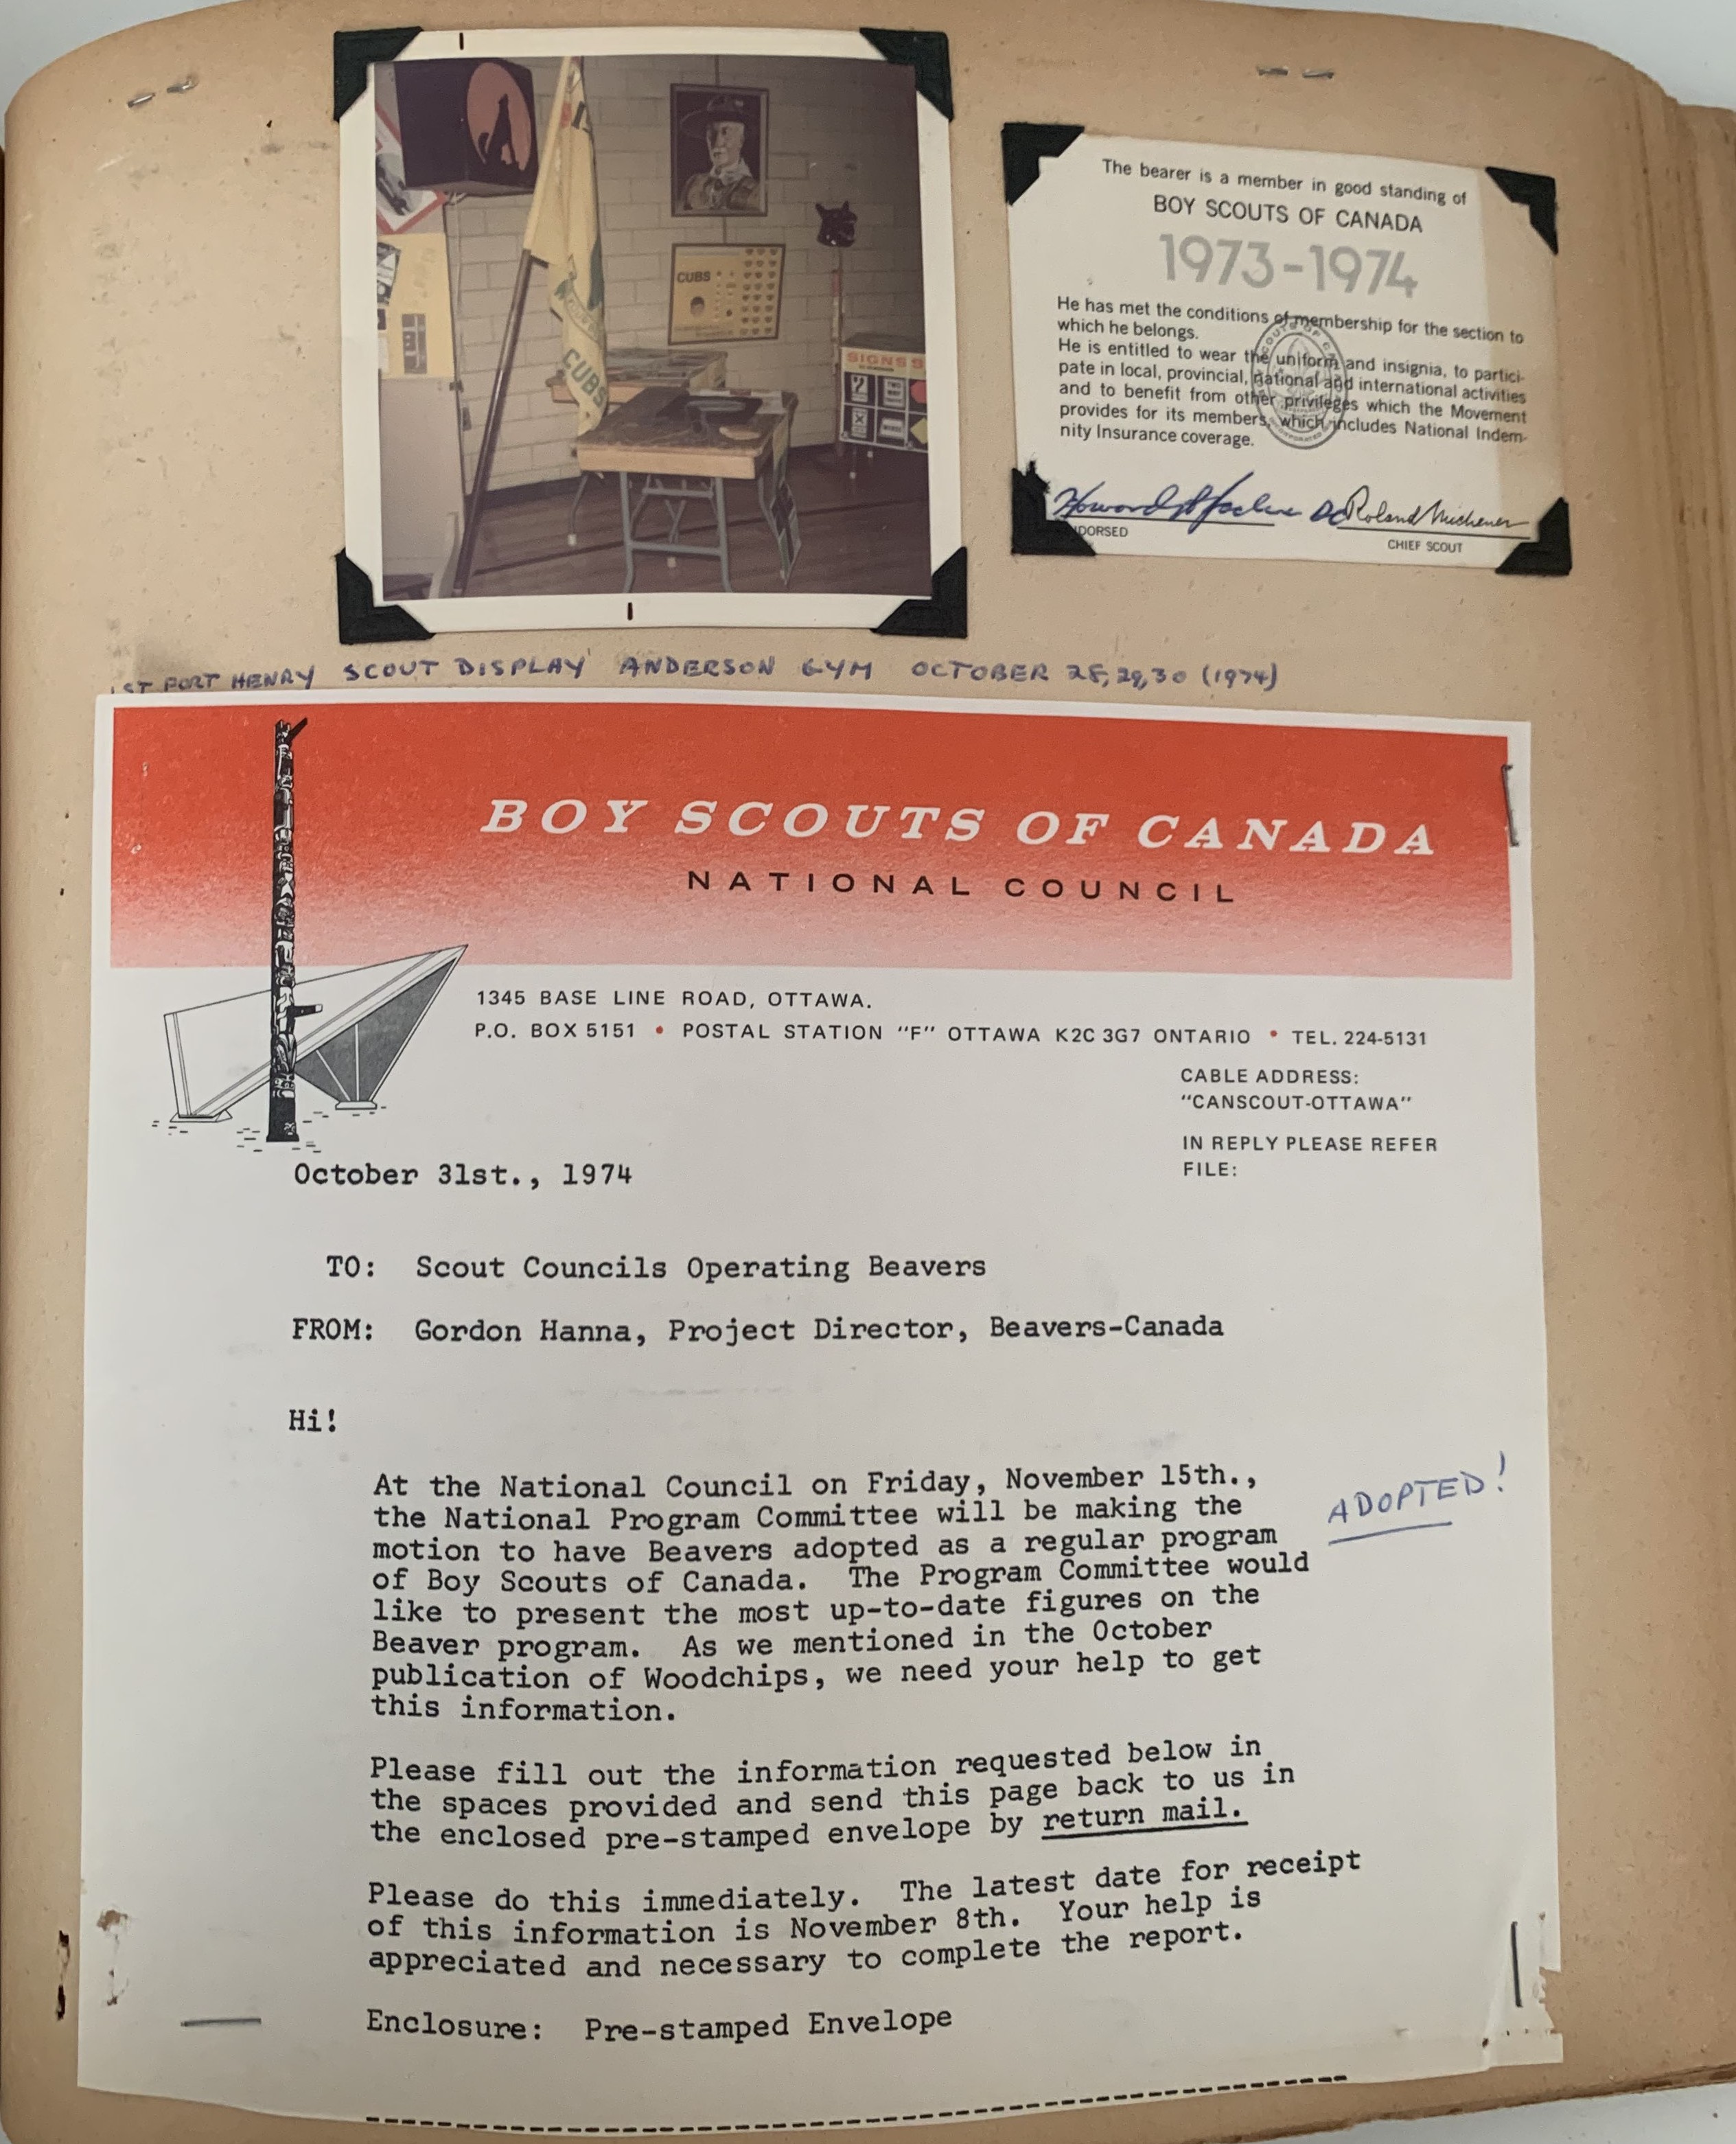 CUBS
CUBS
SIGNS
The bearer is a member in good standing of
BOY SCOUTS OF CANADA
1973-1974
He has met the conditions of membership for the section to
which he belongs.
He is entitled to wear the uniform and insignia, to partici-
pate in local, provincial, national and international activities
and to benefit from other privileges which the Movement
provides for its members, which includes National Indem-
nity Insurance coverage.
Roland Michener
DORSED
CHIEF SCOUT
1ST FORT HENRY SCOUT DISPLAY ANDERSON GYM OCTOBER 28, 29, 30 (1974)
BOY SCOUTS OF CANADA
NATIONAL COUNCIL
1345 BASE LINE ROAD, OTTAWA.
P.O. BOX 5151 • POSTAL STATION "F" OTTAWA K2C 3G7 ONTARIO • TEL. 224-5131
CABLE ADDRESS:
"CANSCOUT-OTTAWA"
IN REPLY PLEASE REFER
FILE:
October 31st., 1974
TO: Scout Councils Operating Beavers
FROM: Gordon Hanna, Project Director, Beavers-Canada
Hi!
At the National Council on Friday, November 15th.,
the National Program Committee will be making the
motion to have Beavers adopted as a regular program
of Boy Scouts of Canada. The Program Committee would
like to present the most up-to-date figures on the
Beaver program. As we mentioned in the October
publication of Woodchips, we need your help to get
this information.
ADOPTED!
Please fill out the information requested below in
the spaces provided and send this page back to us in
the enclosed pre-stamped envelope by return mail.
Please do this immediately. The latest date for receipt
of this information is November 8th. Your help is
appreciated and necessary to complete the report.
Enclosure: Pre-stamped Envelope